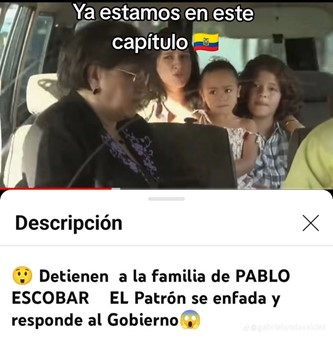 Ya estamos en este
capítulo 🇪🇨
Descripción
😲 Detienen a la familia de PABLO
ESCOBAR EL Patrón se enfada y
responde al Gobierno😱